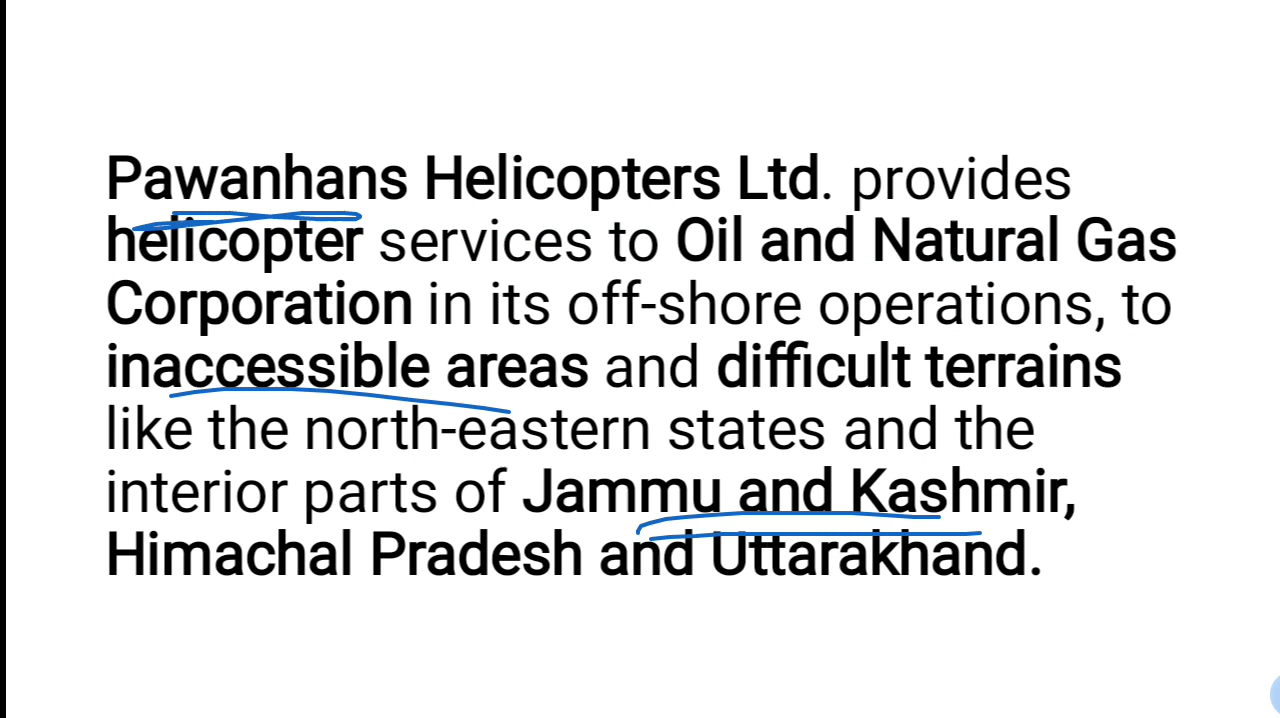 Pawanhans Helicopters Ltd. provides
helicopter services to Oil and Natural Gas
Corporation in its off-shore operations, to
inaccessible areas and difficult terrains
like the north-eastern states and the
interior parts of Jammu and Kashmir,
Himachal Pradesh and Uttarakhand.